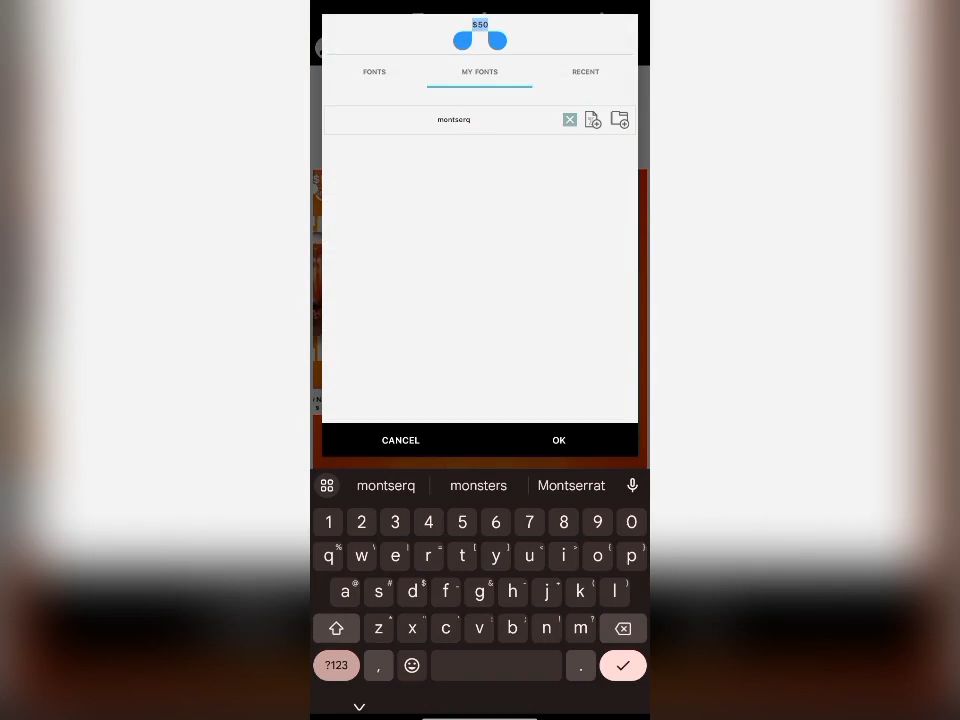 $50
FONTS MY FONTS RECENT
montserq
CANCEL OK
montserq monsters Montserrat
1 2 3 4 5 6 7 8 9 0
q w e r t y u i o p
a s d f g h j k l
z x c v b n m
?123 , .